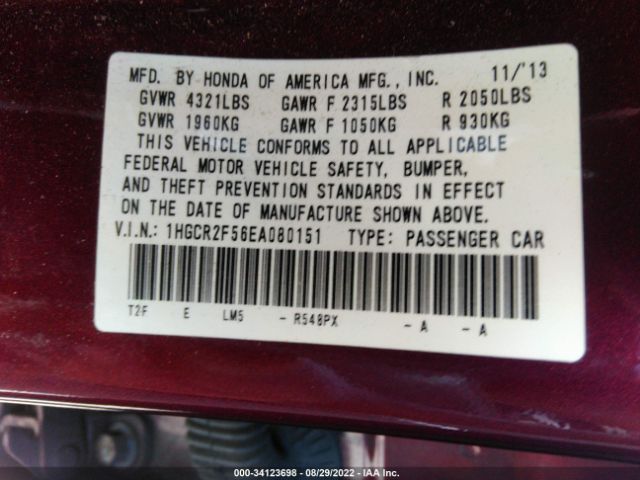 MFD. BY HONDA OF AMERICA MFG., INC. 11/'13
GVWR 4321LBS GAWR F 2315LBS R 2050LBS
GVWR 1960KG GAWR F 1050KG R 930KG
THIS VEHICLE CONFORMS TO ALL APPLICABLE
FEDERAL MOTOR VEHICLE SAFETY, BUMPER,
AND THEFT PREVENTION STANDARDS IN EFFECT
ON THE DATE OF MANUFACTURE SHOWN ABOVE.
V.I.N.: 1HGCR2F56EA080151 TYPE: PASSENGER CAR
T2F E LM5 - R548PX - A - A
000-34123698 - 08/29/2022 - IAA Inc.